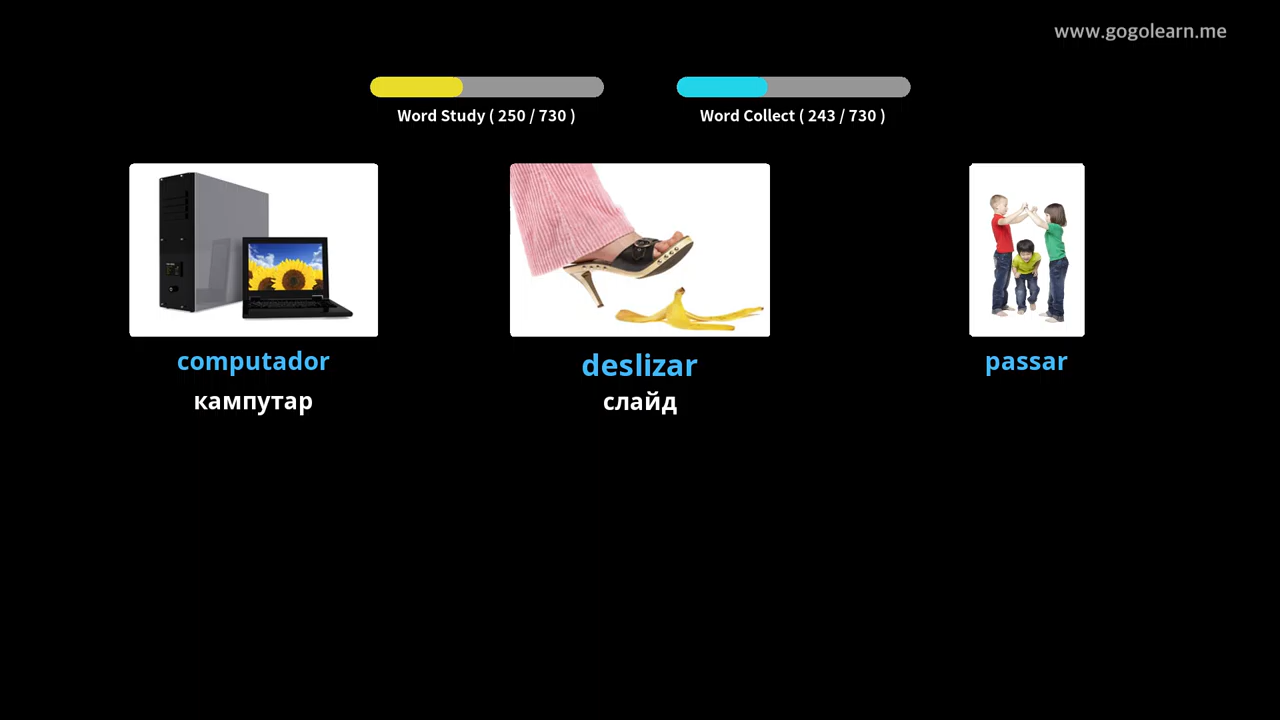 www.gogolearn.me
Word Study ( 250 / 730 )
Word Collect ( 243 / 730 )
computador
кампутар
deslizar
слайд
passar